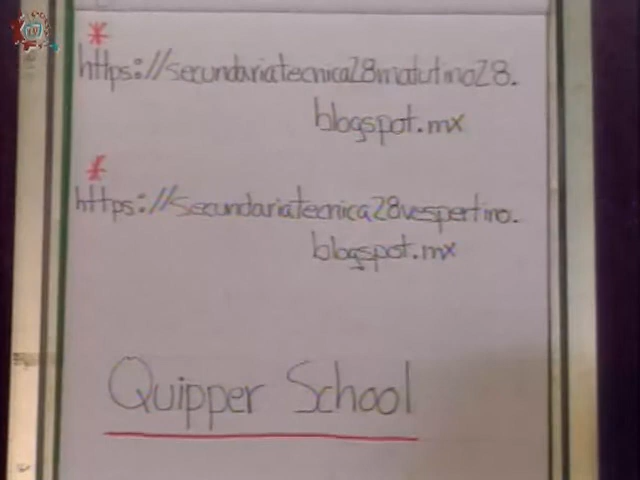 *
https://secundariatecnica28matutino28.
blogspot.mx
*
https://secundariatecnica28vespertino.
blogspot.mx
Quipper School